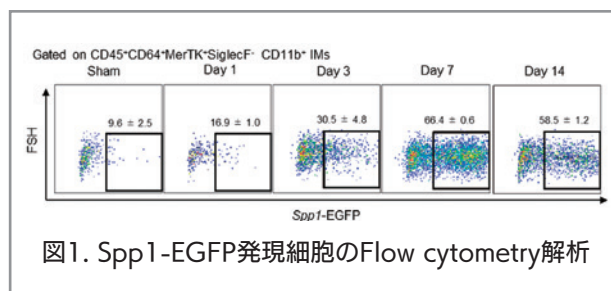 Gated on CD45⁺CD64⁺MerTK⁺SiglecF⁻ CD11b⁺ IMs
Sham Day 1 Day 3 Day 7 Day 14
9.6 ± 2.5 16.9 ± 1.0 30.5 ± 4.8 66.4 ± 0.6 58.5 ± 1.2
FSH
Spp1-EGFP
図1. Spp1-EGFP発現細胞のFlow cytometry解析